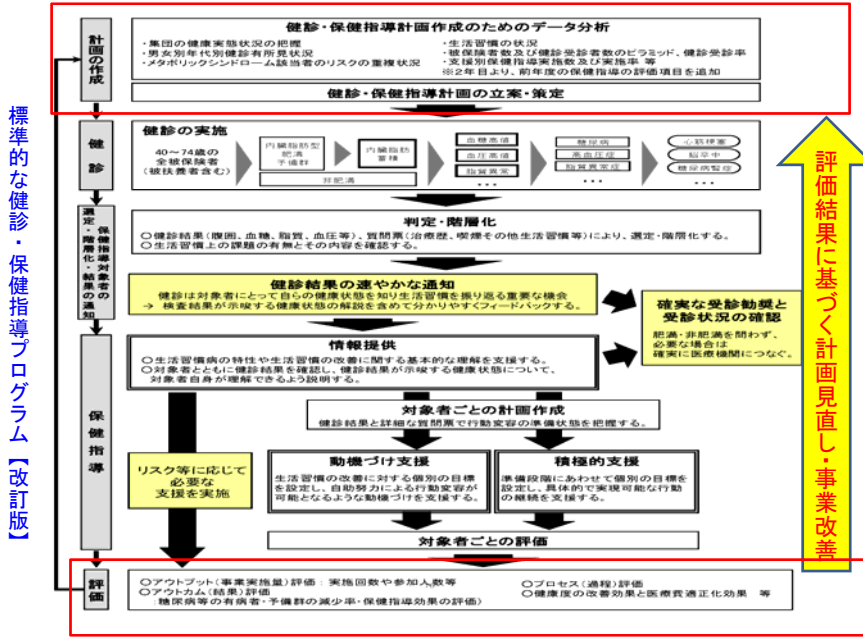 標準的な健診・保健指導プログラム【改訂版】
計画の作成
健診・保健指導計画作成のためのデータ分析
・集団の健康実態状況の把握
・男女別年代別健診有所見状況
・メタボリックシンドローム該当者のリスクの重複状況
・生活習慣の状況
・被保険者数及び健診受診者数のピラミッド、健診受診率
・支援別保健指導実施数及び実施率 等
※2年目より、前年度の保健指導の評価項目を追加
健診・保健指導計画の立案・策定
健診
健診の実施
40~74歳の
全被保険者
(被扶養者含む)
内臓脂肪型
肥満
予備群
内臓脂肪
蓄積
非肥満
血糖高値
血圧高値
脂質異常
・・・
糖尿病
高血圧症
脂質異常症
・・・
心筋梗塞
脳卒中
糖尿病腎症
・・・
保健指導対象者の
選定・階層化・結果の通知
判定・階層化
○健診結果(腹囲、血糖、脂質、血圧等)、質問票(治療歴、喫煙その他生活習慣等)により、選定・階層化する。
○生活習慣上の課題の有無とその内容を確認する。
健診結果の速やかな通知
健診は対象者にとって自らの健康状態を知り生活習慣を振り返る重要な機会
→ 検査結果が示唆する健康状態の解説を含めて分かりやすくフィードバックする。
確実な受診勧奨と
受診状況の確認
肥満・非肥満を問わず、
必要な場合は
確実に医療機関につなぐ。
保健指導
情報提供
○生活習慣病の特性や生活習慣の改善に関する基本的な理解を支援する。
○対象者とともに健診結果を確認し、健診結果が示唆する健康状態について、
対象者自身が理解できるよう説明する。
対象者ごとの計画作成
健診結果と詳細な質問票で行動変容の準備状態を把握する。
リスク等に応じて
必要な
支援を実施
動機づけ支援
生活習慣の改善に対する個別の目標
を設定し、自助努力による行動変容が
可能となるような動機づけを支援する。
積極的支援
準備段階にあわせて個別の目標を
設定し、具体的で実現可能な行動
の継続を支援する。
対象者ごとの評価
評価
○アウトプット(事業実施量)評価:実施回数や参加人数等
○アウトカム(結果)評価
:糖尿病等の有病者・予備群の減少率・保健指導効果の評価)
○プロセス(過程)評価
○健康度の改善効果と医療費適正化効果 等
評価結果に基づく計画見直し・事業改善